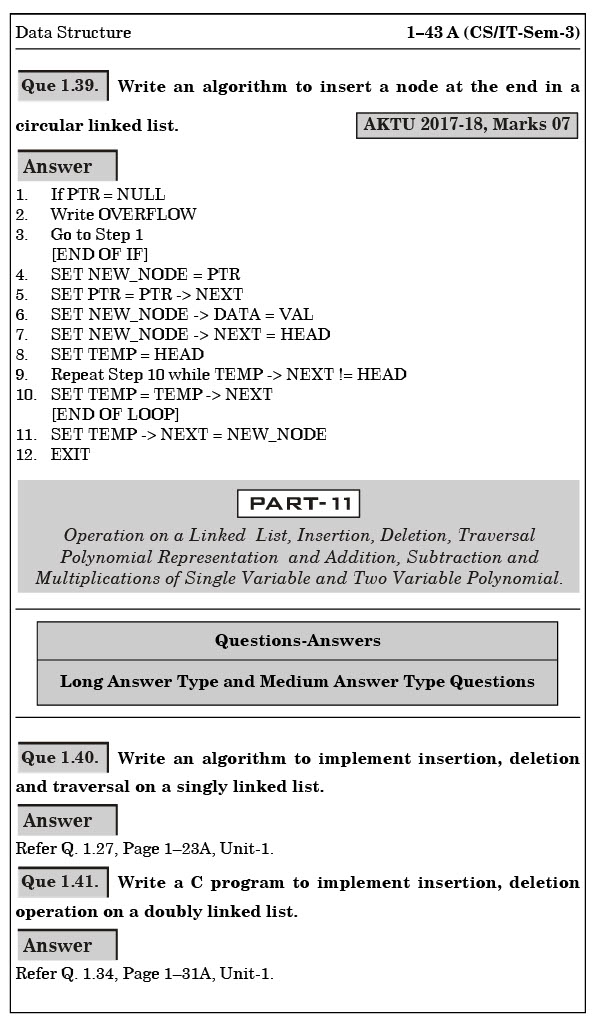 Data Structure 1–43 A (CS/IT-Sem-3)
Que 1.39. Write an algorithm to insert a node at the end in a
circular linked list. AKTU 2017-18, Marks 07
Answer
1. If PTR = NULL
2. Write OVERFLOW
3. Go to Step 1
[END OF IF]
4. SET NEW_NODE = PTR
5. SET PTR = PTR -> NEXT
6. SET NEW_NODE -> DATA = VAL
7. SET NEW_NODE -> NEXT = HEAD
8. SET TEMP = HEAD
9. Repeat Step 10 while TEMP -> NEXT != HEAD
10. SET TEMP = TEMP -> NEXT
[END OF LOOP]
11. SET TEMP -> NEXT = NEW_NODE
12. EXIT
PART-11
Operation on a Linked List, Insertion, Deletion, Traversal
Polynomial Representation and Addition, Subtraction and
Multiplications of Single Variable and Two Variable Polynomial.
Questions-Answers
Long Answer Type and Medium Answer Type Questions
Que 1.40. Write an algorithm to implement insertion, deletion
and traversal on a singly linked list.
Answer
Refer Q. 1.27, Page 1–23A, Unit-1.
Que 1.41. Write a C program to implement insertion, deletion
operation on a doubly linked list.
Answer
Refer Q. 1.34, Page 1–31A, Unit-1.